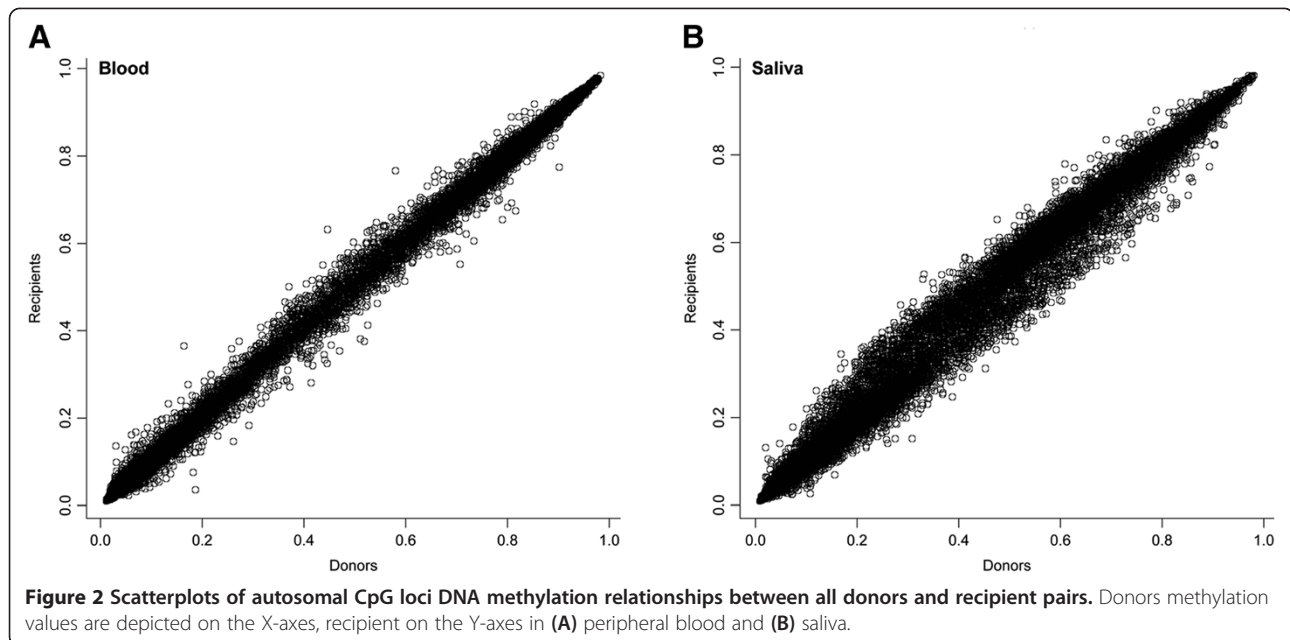 A
Blood
1.0
0.8
0.6
0.4
0.2
0.0
Recipients
0.0 0.2 0.4 0.6 0.8 1.0
Donors
B
Saliva
1.0
0.8
0.6
0.4
0.2
0.0
Recipients
0.0 0.2 0.4 0.6 0.8 1.0
Donors
Figure 2 Scatterplots of autosomal CpG loci DNA methylation relationships between all donors and recipient pairs. Donors methylation
values are depicted on the X-axes, recipient on the Y-axes in (A) peripheral blood and (B) saliva.